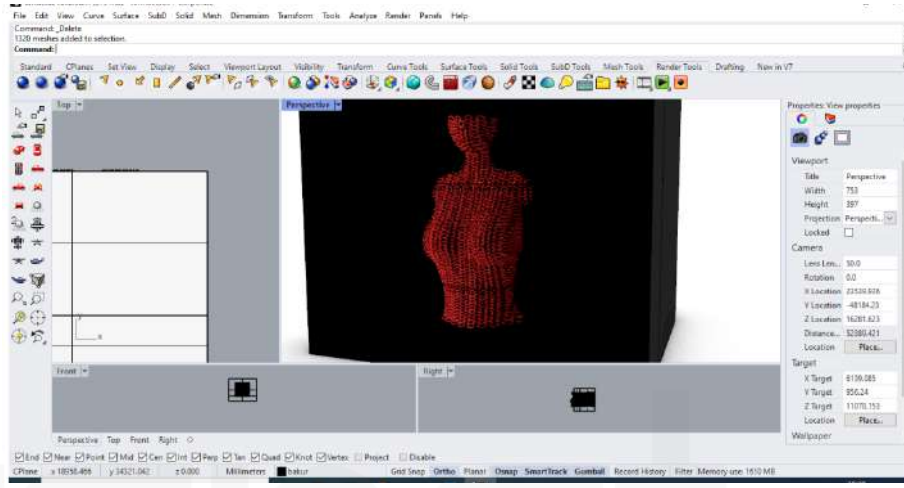 File Edit View Curve Surface SubD Solid Mesh Dimension Transform Tools Analyze Render Panels Help
Command: _Delete
1320 meshes added to selection.
Command:
Standard CPlanes Set View Display Select Viewport Layout Visibility Transform Curve Tools Surface Tools Solid Tools SubD Tools Mesh Tools Render Tools Drafting New in V7
Top
Perspective
Properties: View properties
Viewport
Title Perspective
Width 753
Height 397
Projection Perspecti...
Locked
Camera
Lens Len... 50.0
Rotation 0.0
X Location
Y Location -48184.23
Z Location 16261.623
Distance... 52380.421
Location Place...
Target
X Target 6139.085
Y Target 956.24
Z Target
Location Place...
Wallpaper
y
x
Front
Right
Perspective Top Front Right
End Near Point Mid Cen Int Perp Tan Quad Knot Vertex Project Disable
CPlane x 18956.466 y 34321.042 z 0.000 Millimeters bakur Grid Snap Ortho Planar Osnap SmartTrack Gumball Record History Filter Memory use: 1610 MB